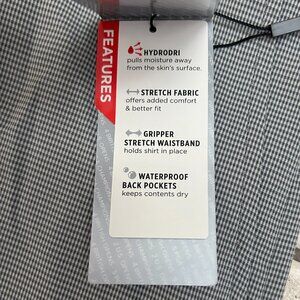 FEATURES
HYDRODRI
pulls moisture away
from the skin's surface.
STRETCH FABRIC
offers added comfort
& better fit
GRIPPER
STRETCH WAISTBAND
holds shirt in place
WATERPROOF
BACK POCKETS
keeps contents dry